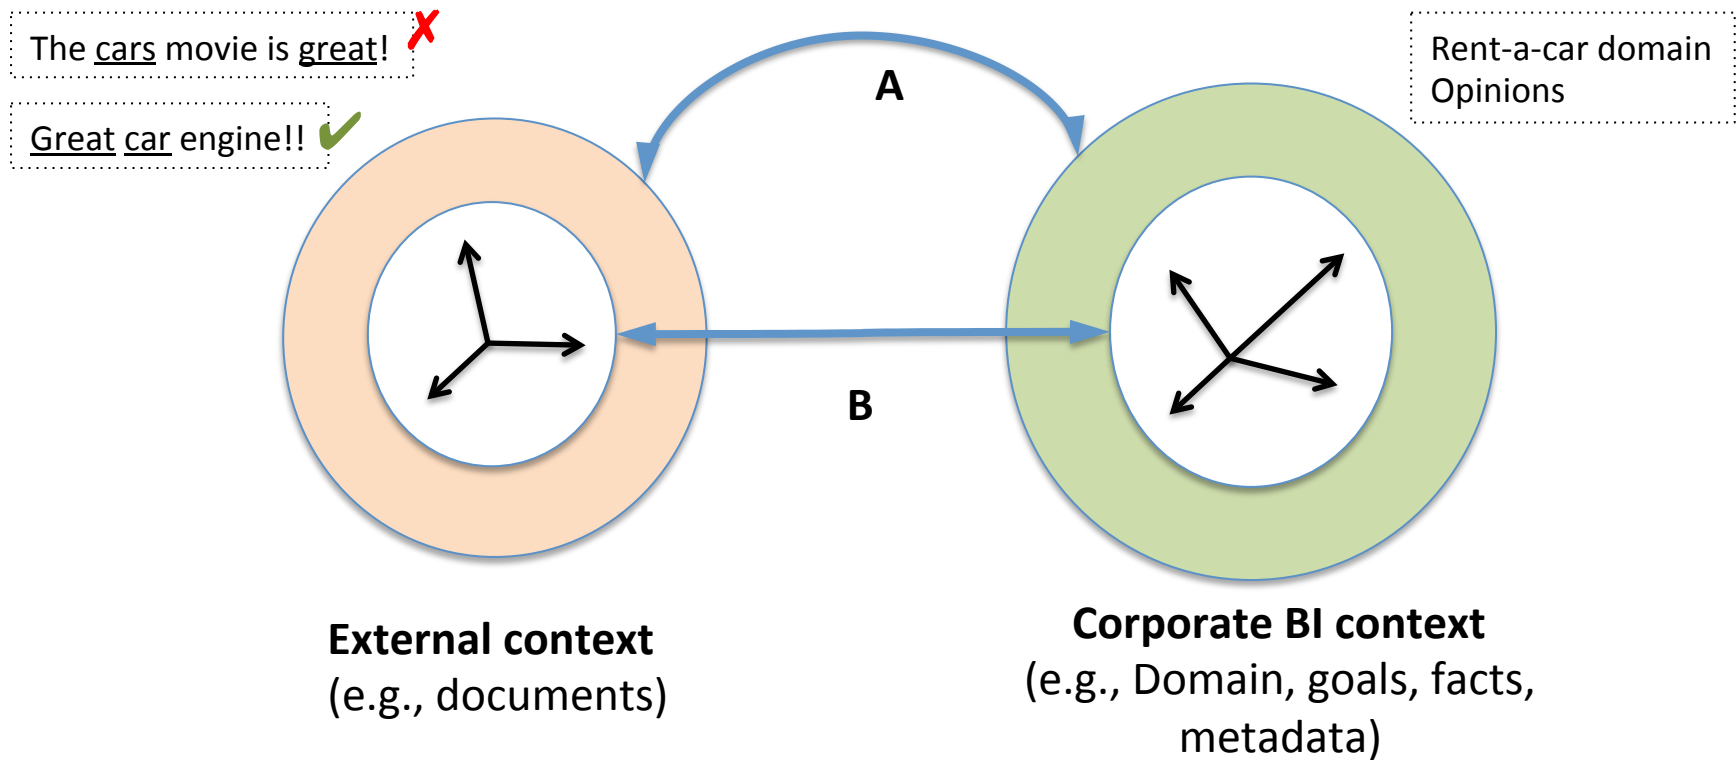 The cars movie is great!
Great car engine!!
Rent-a-car domain
Opinions
A
B
External context
(e.g., documents)
Corporate BI context
(e.g., Domain, goals, facts,
metadata)